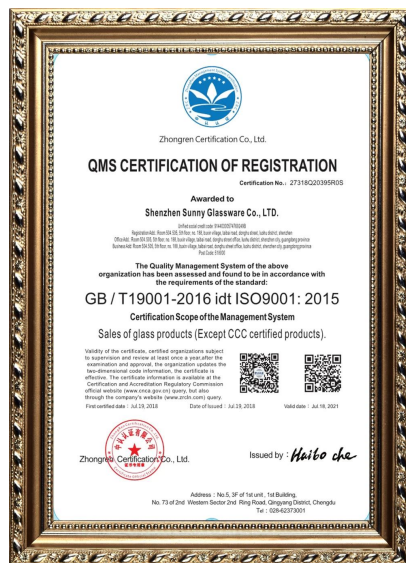 Zhongren Certification Co., Ltd.
QMS CERTIFICATION OF REGISTRATION
Certification No.: 27318Q20395R0S
Awarded to
Shenzhen Sunny Glassware Co., LTD.
Post Code: 518000
The Quality Management System of the above
organization has been assessed and found to be in accordance with
the requirements of the standard:
GB / T19001-2016 idt ISO9001: 2015
Certification Scope of the Management System
Sales of glass products (Except CCC certified products).
Validity of the certificate, certified organizations subject
to supervision and review at least once a year.after the
examination and approval, the organization updates the
two-dimensional code information, the certificate is
effective. The certificate information is available at the
Certification and Accreditation Regulatory Commission
official website (www.cnca.gov.cn) query, but also
through the company's website (www.zrcln.com) query.
First certified date : Jul.19, 2018 Date of Issued : Jul.19, 2018 Valid date : Jul.18, 2021
Zhongren Certification Co., Ltd.
Issued by : Haibo che
Address : No.5, 3F of 1st unit , 1st Building,
No. 73 of 2nd Western Sector 2nd Ring Road, Qingyang District, Chengdu
Tel : 028-62373001